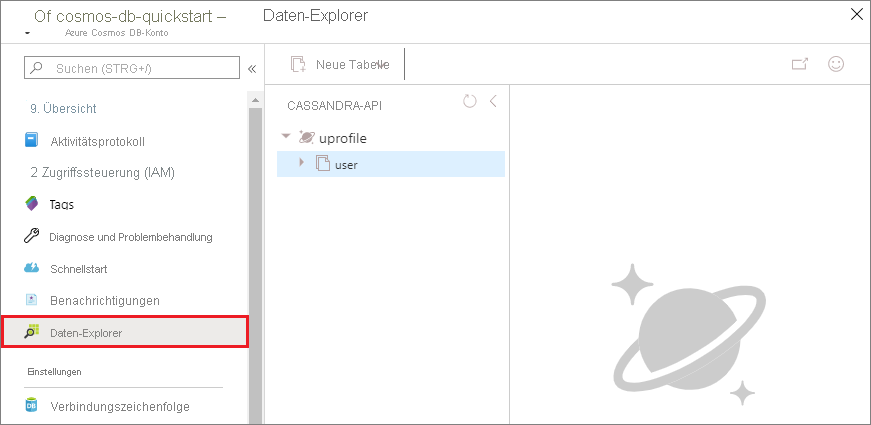 Of cosmos-db-quickstart –
Azure Cosmos DB-Konto
Daten-Explorer
Suchen (STRG+/)
«
9. Übersicht
Aktivitätsprotokoll
2 Zugriffssteuerung (IAM)
Tags
Diagnose und Problembehandlung
Schnellstart
Benachrichtigungen
Daten-Explorer
Einstellungen
DB
Verbindungszeichenfolge
Neue Tabelle
CASSANDRA-API
uprofile
user